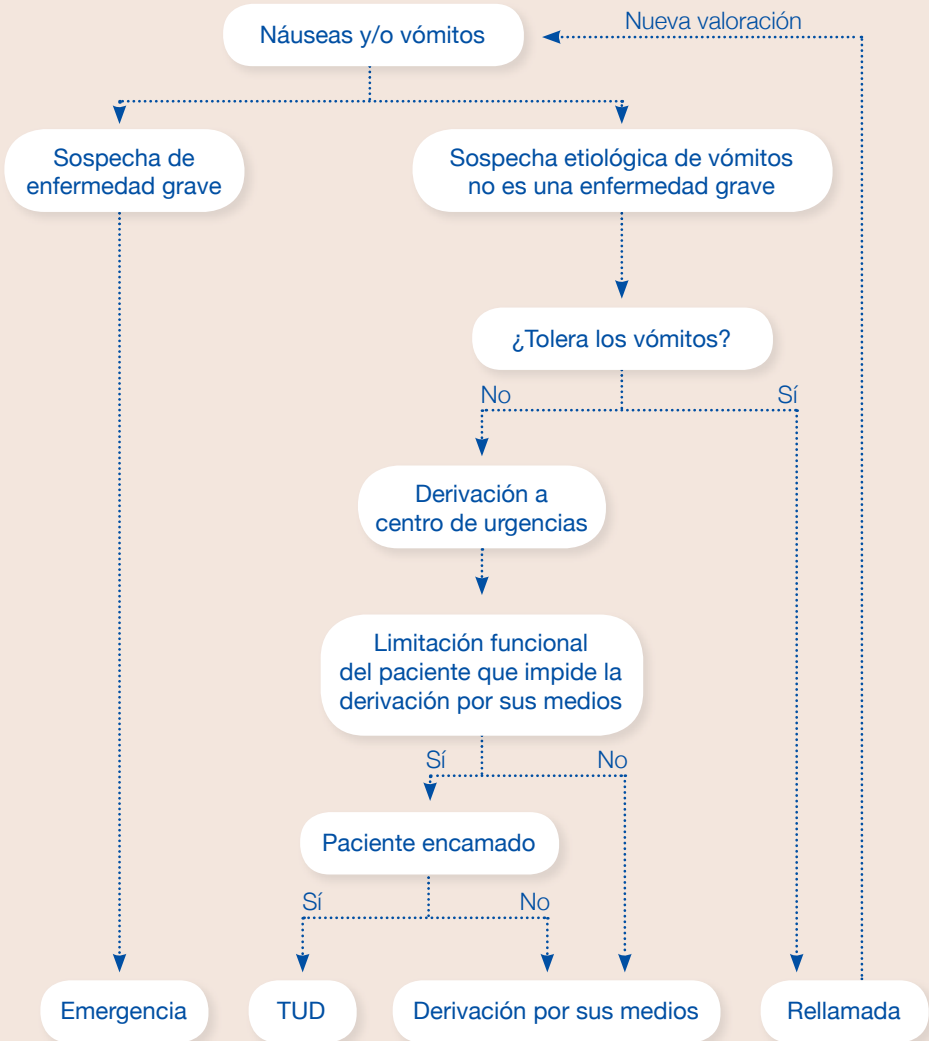 Náuseas y/o vómitos
Nueva valoración
Sospecha de
enfermedad grave
Sospecha etiológica de vómitos
no es una enfermedad grave
¿Tolera los vómitos?
No
Sí
Derivación a
centro de urgencias
Limitación funcional
del paciente que impide la
derivación por sus medios
Sí
No
Paciente encamado
Sí
No
Emergencia
TUD
Derivación por sus medios
Rellamada